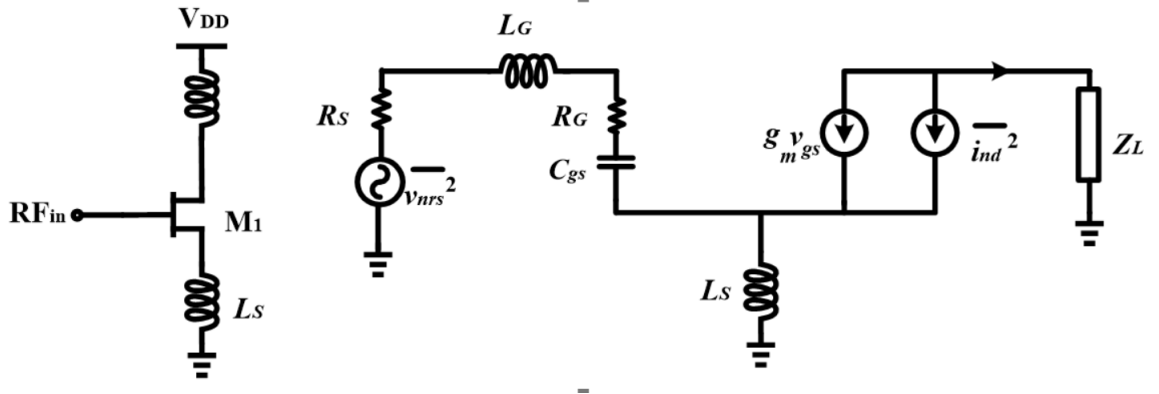 VDD
RFin
M1
LS
LG
RS
vnrs2
RG
Cgs
gmvgs
ind2
ZL
LS